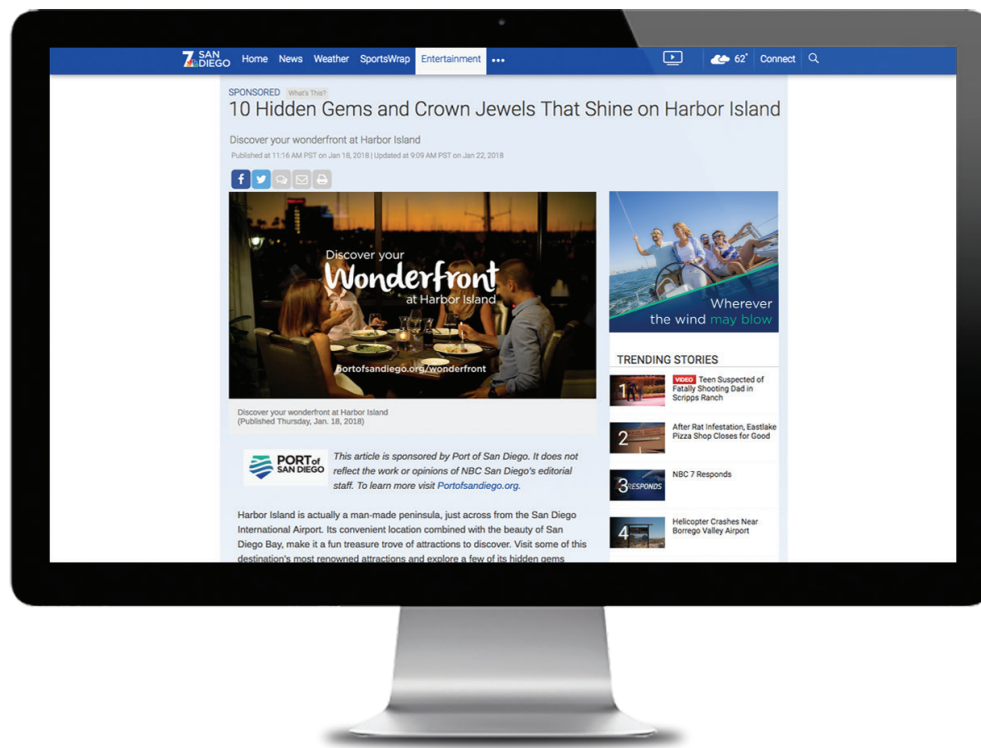 7 SAN DIEGO Home News Weather SportsWrap Entertainment ••• 62° Connect
SPONSORED What's This?
10 Hidden Gems and Crown Jewels That Shine on Harbor Island
Discover your wonderfront at Harbor Island
Published at 11:16 AM PST on Jan 18, 2018 | Updated at 9:09 AM PST on Jan 22, 2018
Discover your
Wonderfront
at Harbor Island
portofsandiego.org/wonderfront
Discover your wonderfront at Harbor Island
(Published Thursday, Jan. 18, 2018)
PORT of
SAN DIEGO
This article is sponsored by Port of San Diego. It does not
reflect the work or opinions of NBC San Diego's editorial
staff. To learn more visit Portofsandiego.org.
Harbor Island is actually a man-made peninsula, just across from the San Diego
International Airport. Its convenient location combined with the beauty of San
Diego Bay, make it a fun treasure trove of attractions to discover. Visit some of this
destination's most renowned attractions and explore a few of its hidden gems
Wherever
the wind may blow
TRENDING STORIES
1
VIDEO Teen Suspected of
Fatally Shooting Dad in
Scripps Ranch
2
After Rat Infestation, Eastlake
Pizza Shop Closes for Good
3 RESPONDS
NBC 7 Responds
4
Helicopter Crashes Near
Borrego Valley Airport